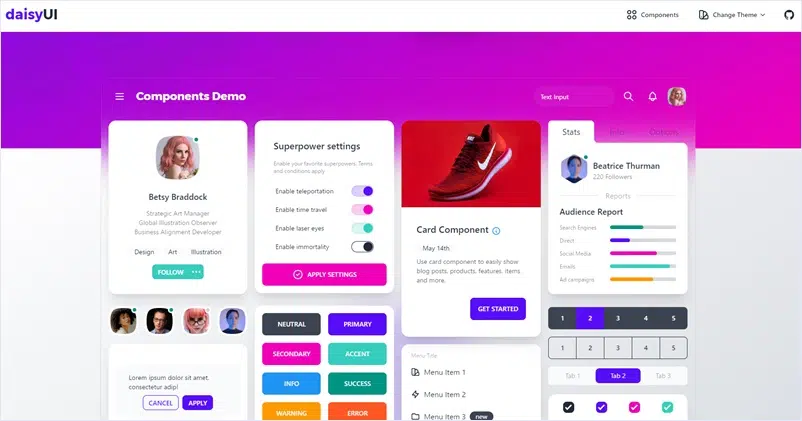 daisyUI
Components
Change Theme
Components Demo
Text Input
Betsy Braddock
Strategic Art Manager
Global Illustration Observer
Business Alignment Developer
Design Art Illustration
FOLLOW
Superpower settings
Enable your favorite superpowers. Terms
and conditions apply
Enable teleportation
Enable time travel
Enable laser eyes
Enable immortality
APPLY SETTINGS
Card Component
May 14th
Use card component to easily show
blog posts, products, features, items,
and more.
GET STARTED
Stats Info Options
Beatrice Thurman
220 Followers
Reports
Audience Report
Search Engines
Direct
Social Media
Emails
Ad campaigns
1 2 3 4 5
1 2 3 4 5
Tab 1 Tab 2 Tab 3
NEUTRAL PRIMARY
SECONDARY ACCENT
INFO SUCCESS
WARNING ERROR
Lorem ipsum dolor sit amet,
consectetur adipi
CANCEL APPLY
Menu Title
Menu Item 1
Menu Item 2
Menu Item 3 new